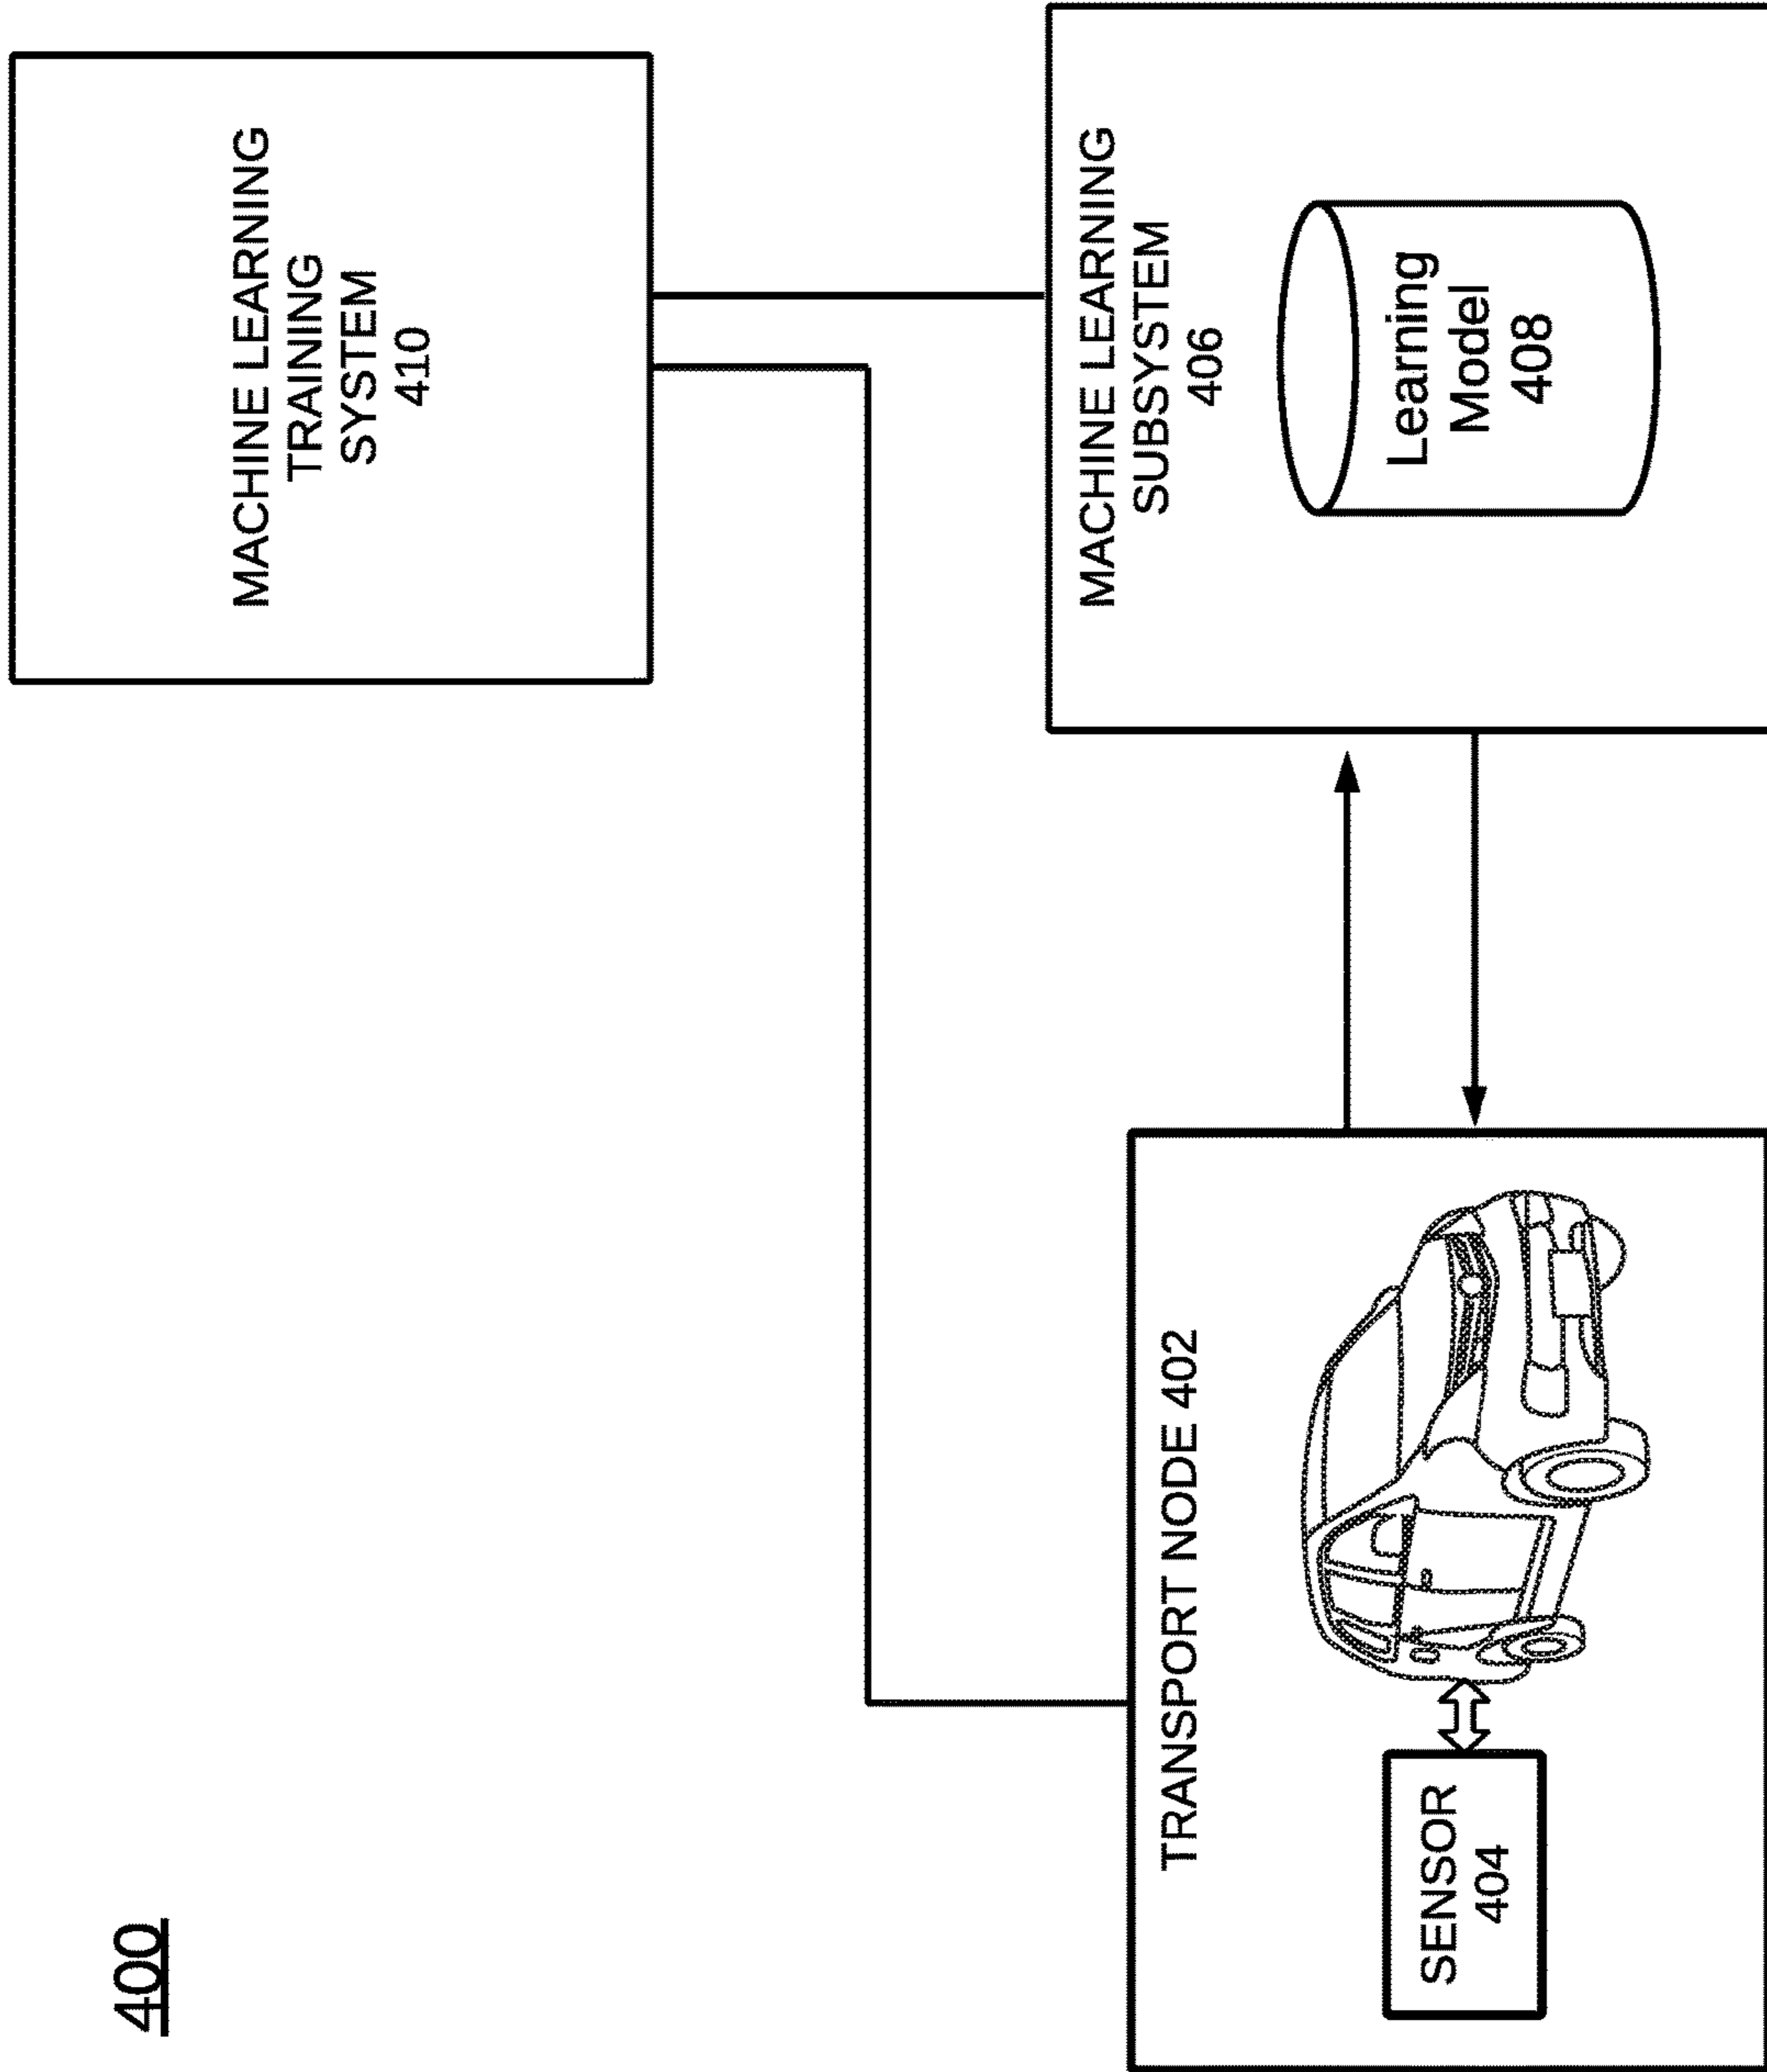 400
MACHINE LEARNING
TRAINING
SYSTEM
410
TRANSPORT NODE 402
SENSOR
404
MACHINE LEARNING
SUBSYSTEM
406
Learning
Model
408